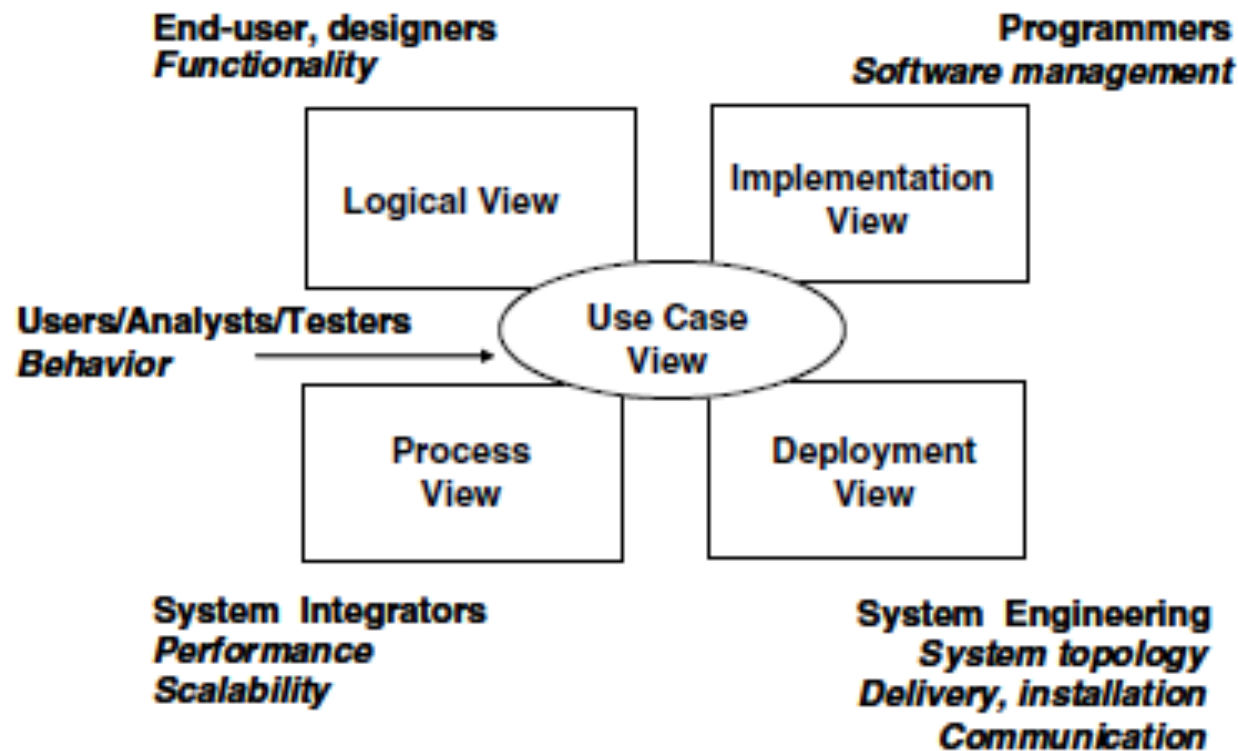 End-user, designers
Functionality
Programmers
Software management
Logical View
Implementation
View
Users/Analysts/Testers
Behavior
Use Case
View
Process
View
Deployment
View
System Integrators
Performance
Scalability
System Engineering
System topology
Delivery, installation
Communication